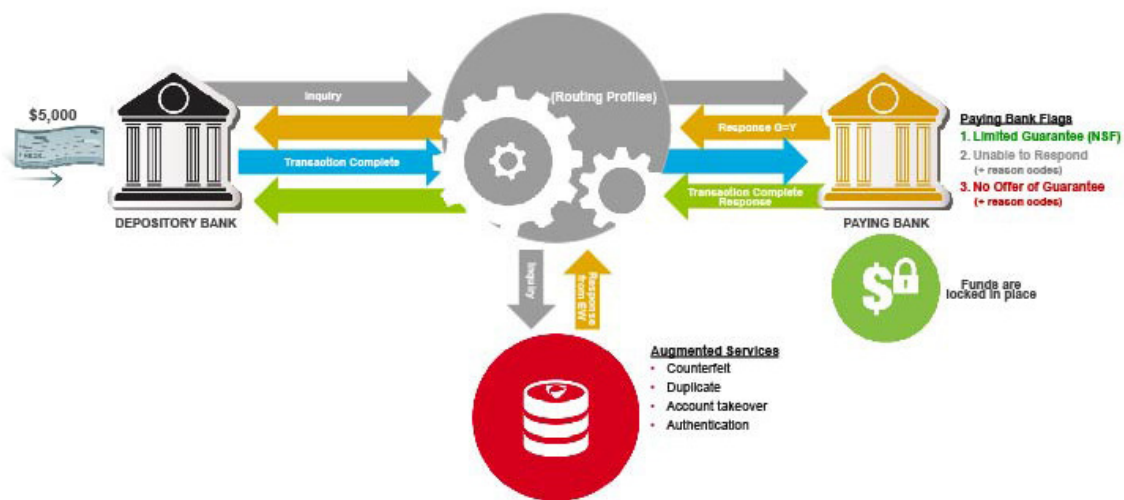 $5,000
Inquiry
Transaction Complete
DEPOSITORY BANK
(Routing Profiles)
Response G=Y
Transaction Complete
Response
PAYING BANK
Paying Bank Flags
1. Limited Guarantee (NSF)
2. Unable to Respond
(+ reason codes)
3. No Offer of Guarantee
(+ reason codes)
Funds are
locked in place
Inquiry
Response
from EW
Augmented Services
• Counterfeit
• Duplicate
• Account takeover
• Authentication